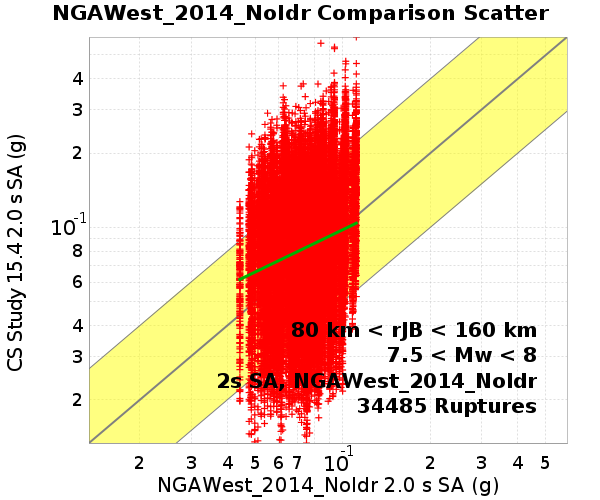 NGAWest_2014_NoIdr Comparison Scatter
CS Study 15.4 2.0 s SA (g)
4
3
2
10⁻¹
8
6
4
3
2
80 km < rJB < 160 km
7.5 < Mw < 8
2s SA, NGAWest_2014_NoIdr
34485 Ruptures
2 3 4 5 6 7 10⁻¹ 2 3 4 5
NGAWest_2014_NoIdr 2.0 s SA (g)